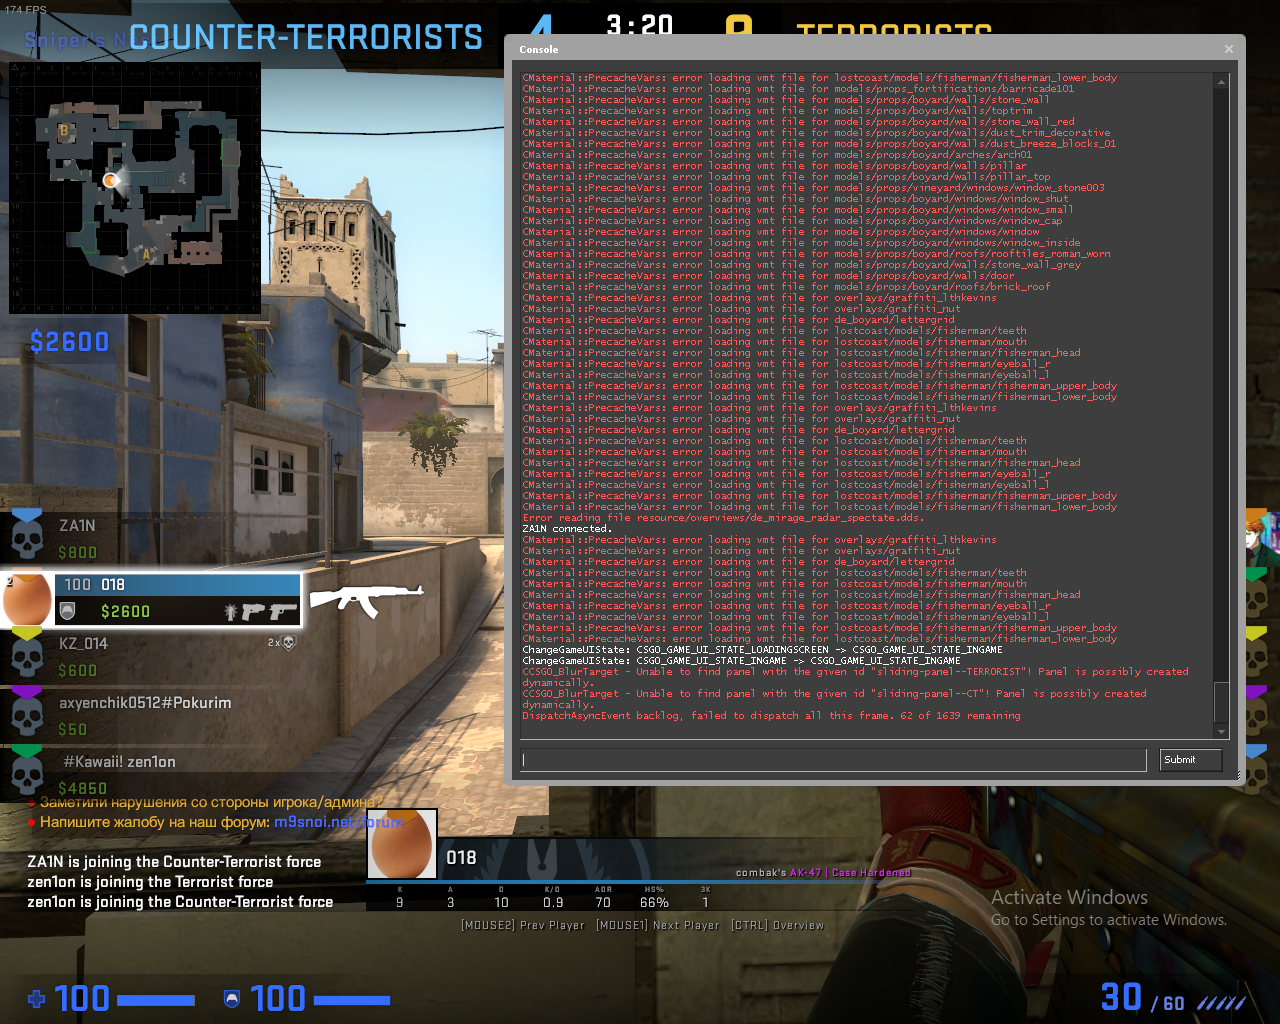 174 FPS
COUNTER-TERRORISTS
4
3:20
8
TERRORISTS
Sniper's N
B
A
$2600
Console
CMaterial::PrecacheVars: error loading vmt file for lostcoast/models/fisherman/fisherman_lower_body
CMaterial::PrecacheVars: error loading vmt file for models/props_fortifications/barricade101
CMaterial::PrecacheVars: error loading vmt file for models/props/boyard/walls/stone_wall
CMaterial::PrecacheVars: error loading vmt file for models/props/boyard/walls/toptrim
CMaterial::PrecacheVars: error loading vmt file for models/props/boyard/walls/stone_wall_red
CMaterial::PrecacheVars: error loading vmt file for models/props/boyard/walls/dust_trim_decorative
CMaterial::PrecacheVars: error loading vmt file for models/props/boyard/walls/dust_breeze_blocks_01
CMaterial::PrecacheVars: error loading vmt file for models/props/boyard/arches/arch01
CMaterial::PrecacheVars: error loading vmt file for models/props/boyard/walls/pillar
CMaterial::PrecacheVars: error loading vmt file for models/props/boyard/walls/pillar_top
CMaterial::PrecacheVars: error loading vmt file for models/props/vineyard/windows/window_stone003
CMaterial::PrecacheVars: error loading vmt file for models/props/boyard/windows/window_shut
CMaterial::PrecacheVars: error loading vmt file for models/props/boyard/windows/window_small
CMaterial::PrecacheVars: error loading vmt file for models/props/boyard/windows/window_cap
CMaterial::PrecacheVars: error loading vmt file for models/props/boyard/windows/window
CMaterial::PrecacheVars: error loading vmt file for models/props/boyard/windows/window_inside
CMaterial::PrecacheVars: error loading vmt file for models/props/boyard/roofs/rooftiles_roman_worn
CMaterial::PrecacheVars: error loading vmt file for models/props/boyard/walls/stone_wall_grey
CMaterial::PrecacheVars: error loading vmt file for models/props/boyard/walls/door
CMaterial::PrecacheVars: error loading vmt file for models/props/boyard/roofs/brick_roof
CMaterial::PrecacheVars: error loading vmt file for overlays/graffiti_lthkevins
CMaterial::PrecacheVars: error loading vmt file for overlays/graffiti_nut
CMaterial::PrecacheVars: error loading vmt file for de_boyard/lettergrid
CMaterial::PrecacheVars: error loading vmt file for lostcoast/models/fisherman/teeth
CMaterial::PrecacheVars: error loading vmt file for lostcoast/models/fisherman/mouth
CMaterial::PrecacheVars: error loading vmt file for lostcoast/models/fisherman/fisherman_head
CMaterial::PrecacheVars: error loading vmt file for lostcoast/models/fisherman/eyeball_r
CMaterial::PrecacheVars: error loading vmt file for lostcoast/models/fisherman/eyeball_l
CMaterial::PrecacheVars: error loading vmt file for lostcoast/models/fisherman/fisherman_upper_body
CMaterial::PrecacheVars: error loading vmt file for lostcoast/models/fisherman/fisherman_lower_body
CMaterial::PrecacheVars: error loading vmt file for overlays/graffiti_lthkevins
CMaterial::PrecacheVars: error loading vmt file for overlays/graffiti_nut
CMaterial::PrecacheVars: error loading vmt file for de_boyard/lettergrid
CMaterial::PrecacheVars: error loading vmt file for lostcoast/models/fisherman/teeth
CMaterial::PrecacheVars: error loading vmt file for lostcoast/models/fisherman/mouth
CMaterial::PrecacheVars: error loading vmt file for lostcoast/models/fisherman/fisherman_head
CMaterial::PrecacheVars: error loading vmt file for lostcoast/models/fisherman/eyeball_r
CMaterial::PrecacheVars: error loading vmt file for lostcoast/models/fisherman/eyeball_l
CMaterial::PrecacheVars: error loading vmt file for lostcoast/models/fisherman/fisherman_upper_body
CMaterial::PrecacheVars: error loading vmt file for lostcoast/models/fisherman/fisherman_lower_body
Error reading file resource/overviews/de_mirage_radar_spectate.dds.
ZA1N connected.
CMaterial::PrecacheVars: error loading vmt file for overlays/graffiti_lthkevins
CMaterial::PrecacheVars: error loading vmt file for overlays/graffiti_nut
CMaterial::PrecacheVars: error loading vmt file for de_boyard/lettergrid
CMaterial::PrecacheVars: error loading vmt file for lostcoast/models/fisherman/teeth
CMaterial::PrecacheVars: error loading vmt file for lostcoast/models/fisherman/mouth
CMaterial::PrecacheVars: error loading vmt file for lostcoast/models/fisherman/fisherman_head
CMaterial::PrecacheVars: error loading vmt file for lostcoast/models/fisherman/eyeball_r
CMaterial::PrecacheVars: error loading vmt file for lostcoast/models/fisherman/eyeball_l
CMaterial::PrecacheVars: error loading vmt file for lostcoast/models/fisherman/fisherman_upper_body
CMaterial::PrecacheVars: error loading vmt file for lostcoast/models/fisherman/fisherman_lower_body
ChangeGameUIState: CSGO_GAME_UI_STATE_LOADINGSCREEN -> CSGO_GAME_UI_STATE_INGAME
ChangeGameUIState: CSGO_GAME_UI_STATE_INGAME -> CSGO_GAME_UI_STATE_INGAME
CCSGO_BlurTarget - Unable to find panel with the given id "sliding-panel--TERRORIST"! Panel is possibly created
dynamically.
CCSGO_BlurTarget - Unable to find panel with the given id "sliding-panel--CT"! Panel is possibly created
dynamically.
DispatchAsyncEvent backlog, failed to dispatch all this frame. 62 of 1639 remaining
Submit
ZA1N
$800
2
100 018
$2600
KZ_014
2x
$600
axyenchik0512#Pokurim
$50
#Kawaii! zen1on
$4850
Заметили нарушения со стороны игрока/админа?
Напишите жалобу на наш форум: m9snoi.net/forum
ZA1N is joining the Counter-Terrorist force
zen1on is joining the Terrorist force
zen1on is joining the Counter-Terrorist force
018
combak's AK-47 | Case Hardened
K A D K/D ADR HS% 3K
9 3 10 0.9 70 66% 1
[MOUSE2] Prev Player [MOUSE1] Next Player [CTRL] Overview
Activate Windows
Go to Settings to activate Windows.
100
100
30 / 60